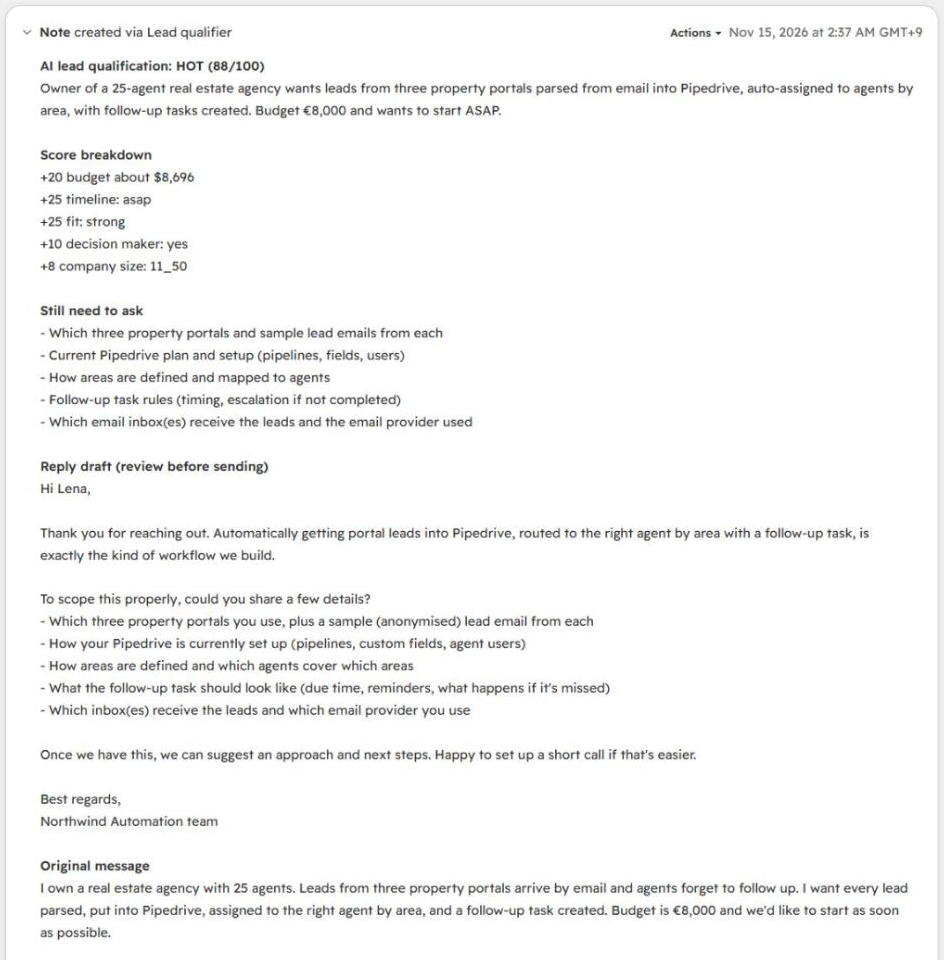 Note created via Lead qualifier
Actions Nov 15, 2026 at 2:37 AM GMT+9
AI lead qualification: HOT (88/100)
Owner of a 25-agent real estate agency wants leads from three property portals parsed from email into Pipedrive, auto-assigned to agents by
area, with follow-up tasks created. Budget €8,000 and wants to start ASAP.
Score breakdown
+20 budget about $8,696
+25 timeline: asap
+25 fit: strong
+10 decision maker: yes
+8 company size: 11_50
Still need to ask
- Which three property portals and sample lead emails from each
- Current Pipedrive plan and setup (pipelines, fields, users)
- How areas are defined and mapped to agents
- Follow-up task rules (timing, escalation if not completed)
- Which email inbox(es) receive the leads and the email provider used
Reply draft (review before sending)
Hi Lena,
Thank you for reaching out. Automatically getting portal leads into Pipedrive, routed to the right agent by area with a follow-up task, is
exactly the kind of workflow we build.
To scope this properly, could you share a few details?
- Which three property portals you use, plus a sample (anonymised) lead email from each
- How your Pipedrive is currently set up (pipelines, custom fields, agent users)
- How areas are defined and which agents cover which areas
- What the follow-up task should look like (due time, reminders, what happens if it's missed)
- Which inbox(es) receive the leads and which email provider you use
Once we have this, we can suggest an approach and next steps. Happy to set up a short call if that's easier.
Best regards,
Northwind Automation team
Original message
I own a real estate agency with 25 agents. Leads from three property portals arrive by email and agents forget to follow up. I want every lead
parsed, put into Pipedrive, assigned to the right agent by area, and a follow-up task created. Budget is €8,000 and we'd like to start as soon
as possible.